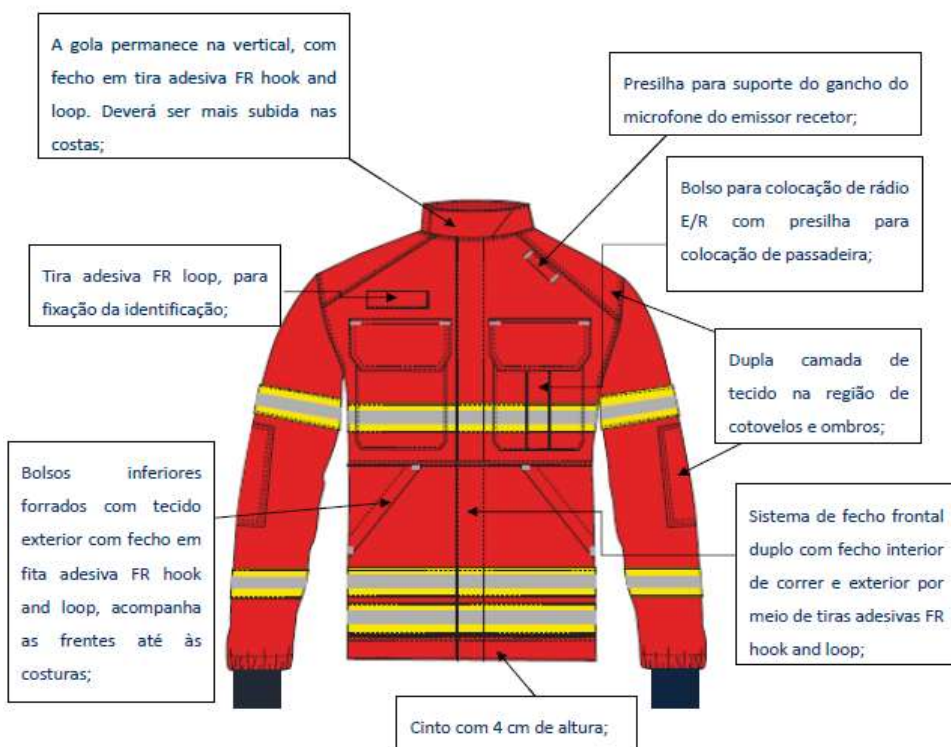 A gola permanece na vertical, com
fecho em tira adesiva FR hook and
loop. Deverá ser mais subida nas
costas;
Presilha para suporte do gancho do
microfone do emissor recetor;
Bolso para colocação de rádio
E/R com presilha para
colocação de passadeira;
Tira adesiva FR loop, para
fixação da identificação;
Dupla camada de
tecido na região de
cotovelos e ombros;
Bolsos inferiores
forrados com tecido
exterior com fecho em
fita adesiva FR hook
and loop, acompanha
as frentes até às
costuras;
Sistema de fecho frontal
duplo com fecho interior
de correr e exterior por
meio de tiras adesivas FR
hook and loop;
Cinto com 4 cm de altura;